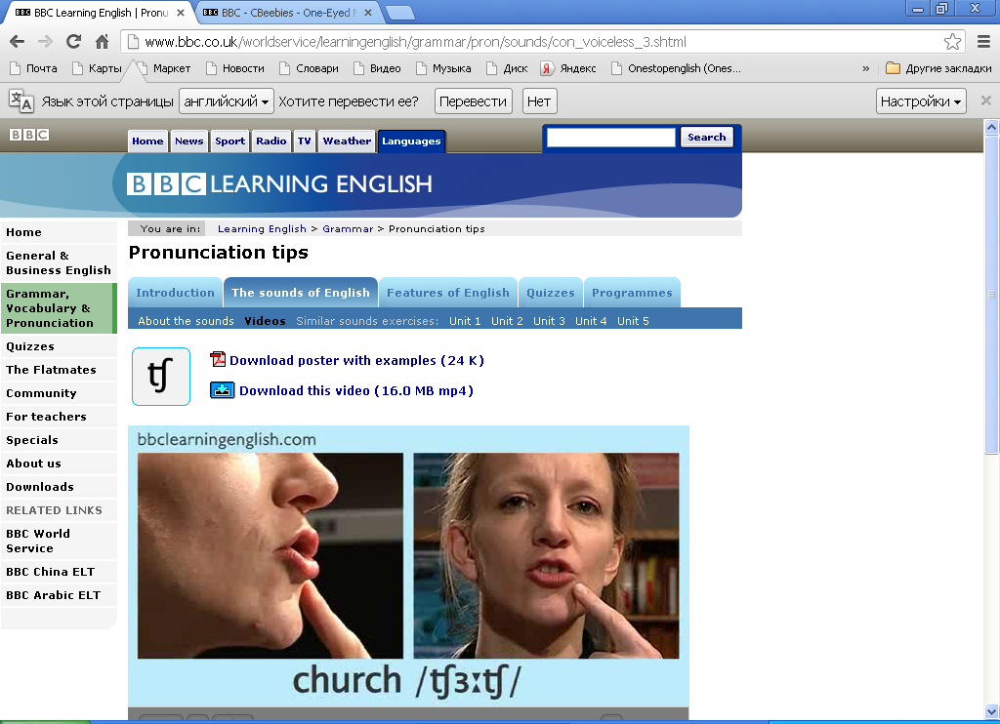 BBC Learning English | Pronu
BBC - CBeebies - One-Eyed
www.bbc.co.uk/worldservice/learningenglish/grammar/pron/sounds/con_voiceless_3.shtml
Почта Карты Маркет Новости Словари Видео Музыка Диск Яндекс Onestopenglish (Ones... » Другие закладки
Язык этой страницы английский Хотите перевести ее? Перевести Нет Настройки
BBC
Home News Sport Radio TV Weather Languages Search
BBC LEARNING ENGLISH
You are in: Learning English > Grammar > Pronunciation tips
Home
General &
Business English
Grammar,
Vocabulary &
Pronunciation
Quizzes
The Flatmates
Community
For teachers
Specials
About us
Downloads
RELATED LINKS
BBC World
Service
BBC China ELT
BBC Arabic ELT
Pronunciation tips
Introduction The sounds of English Features of English Quizzes Programmes
About the sounds Videos Similar sounds exercises: Unit 1 Unit 2 Unit 3 Unit 4 Unit 5
ʧ
Download poster with examples (24 K)
Download this video (16.0 MB mp4)
bbclearningenglish.com
church /ʧɜːʧ/